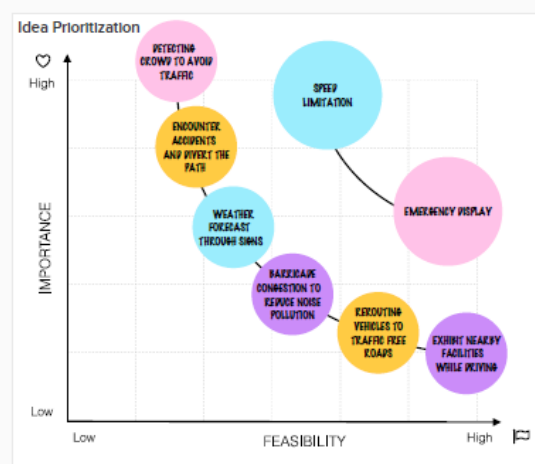 Idea Prioritization
High
DETECTING
CROWD TO AVOID
TRAFFIC
SPEED
LIMITATION
ENCOUNTER
ACCIDENTS
AND DIVERT THE
PATH
EMERGENCY DISPLAY
WEATHER
FORECAST
THROUGH SIGNS
IMPORTANCE
BARRICADE
CONGESTION TO
REDUCE NOISE
POLLUTION
REROUTING
VEHICLES TO
TRAFFIC FREE
ROADS
EXHIBIT NEARBY
FACILITIES
WHILE DRIVING
Low
Low
FEASIBILITY
High